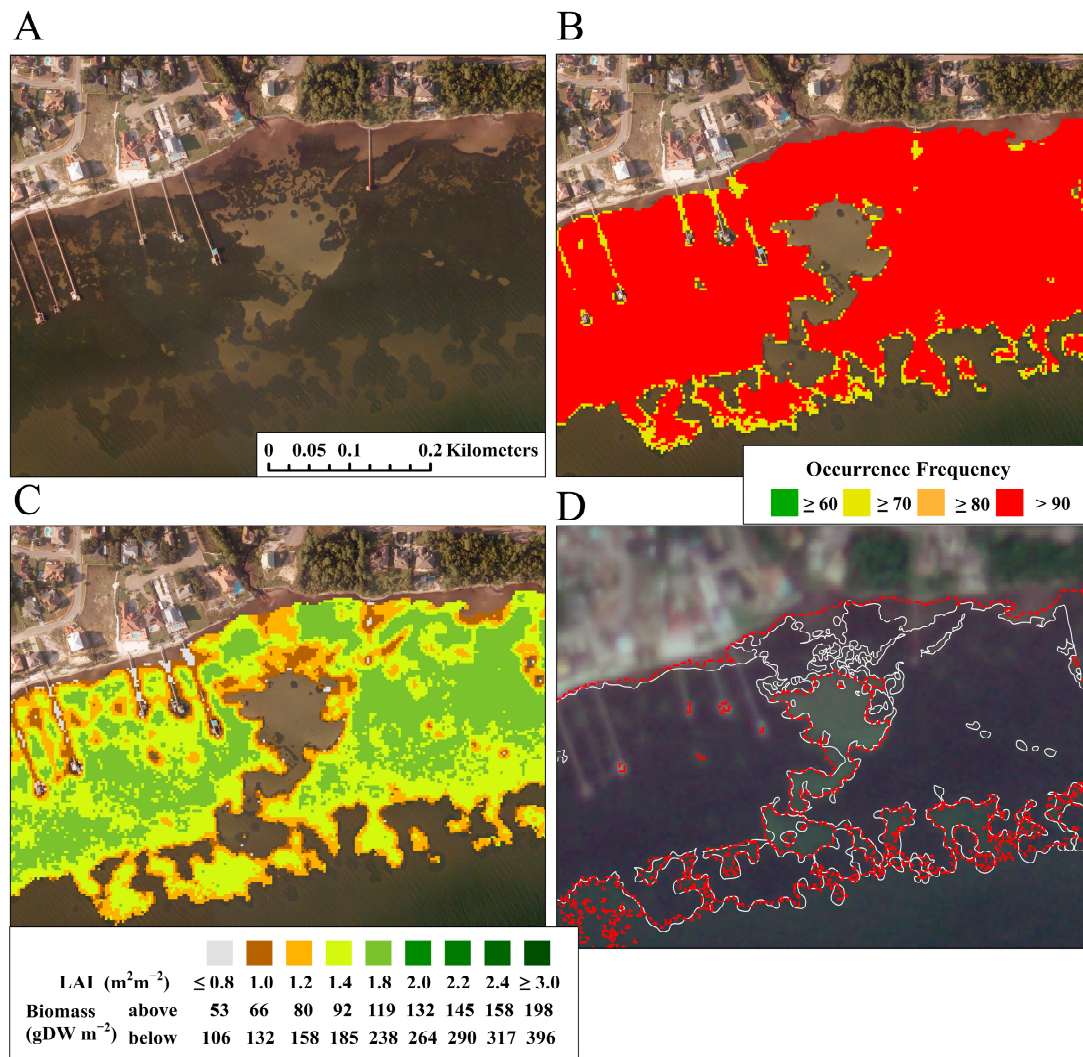 A
B
0 0.05 0.1 0.2 Kilometers
Occurrence Frequency
≥ 60 ≥ 70 ≥ 80 > 90
C
D
LAI (m²m⁻²) ≤ 0.8 1.0 1.2 1.4 1.8 2.0 2.2 2.4 ≥ 3.0
Biomass above 53 66 80 92 119 132 145 158 198
(gDW m⁻²) below 106 132 158 185 238 264 290 317 396